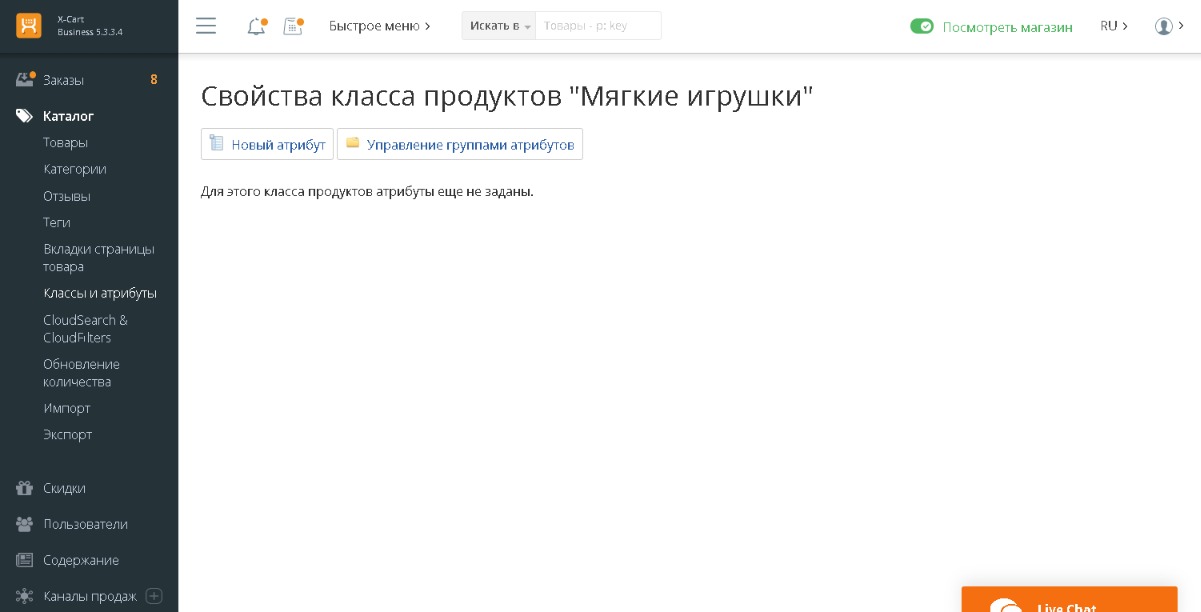 X-Cart
Business 5.3.3.4
Быстрое меню
Искать в
Товары - p: key
Посмотреть магазин
RU
Заказы
8
Каталог
Товары
Категории
Отзывы
Теги
Вкладки страницы
товара
Классы и атрибуты
CloudSearch &
CloudFilters
Обновление
количества
Импорт
Экспорт
Скидки
Пользователи
Содержание
Каналы продаж
Свойства класса продуктов "Мягкие игрушки"
Новый атрибут
Управление группами атрибутов
Для этого класса продуктов атрибуты еще не заданы.
Live Chat